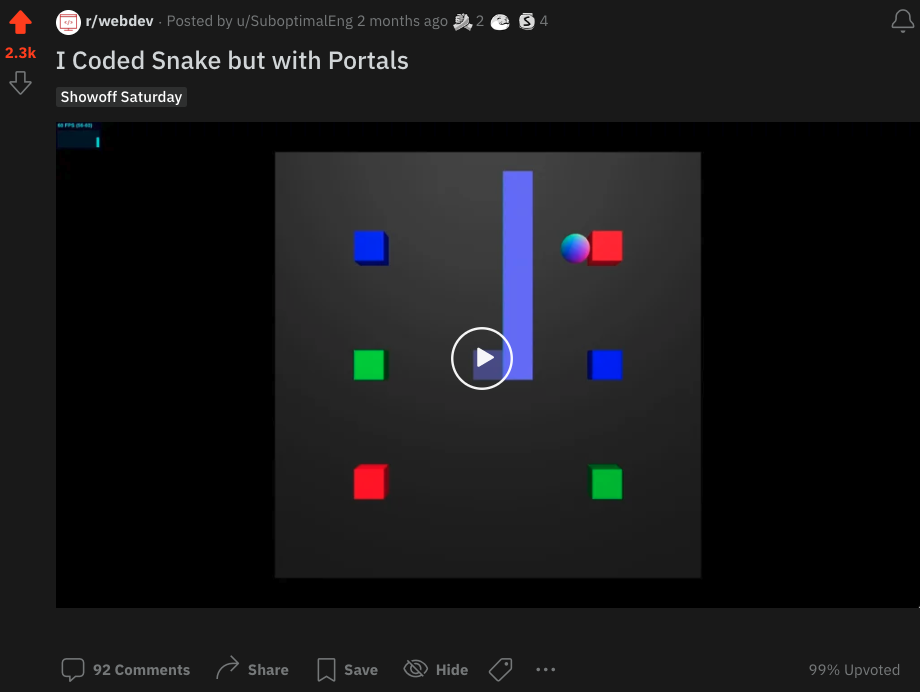 r/webdev · Posted by u/SuboptimalEng 2 months ago 2 S 4
2.3k
I Coded Snake but with Portals
Showoff Saturday
92 Comments Share Save Hide ... 99% Upvoted